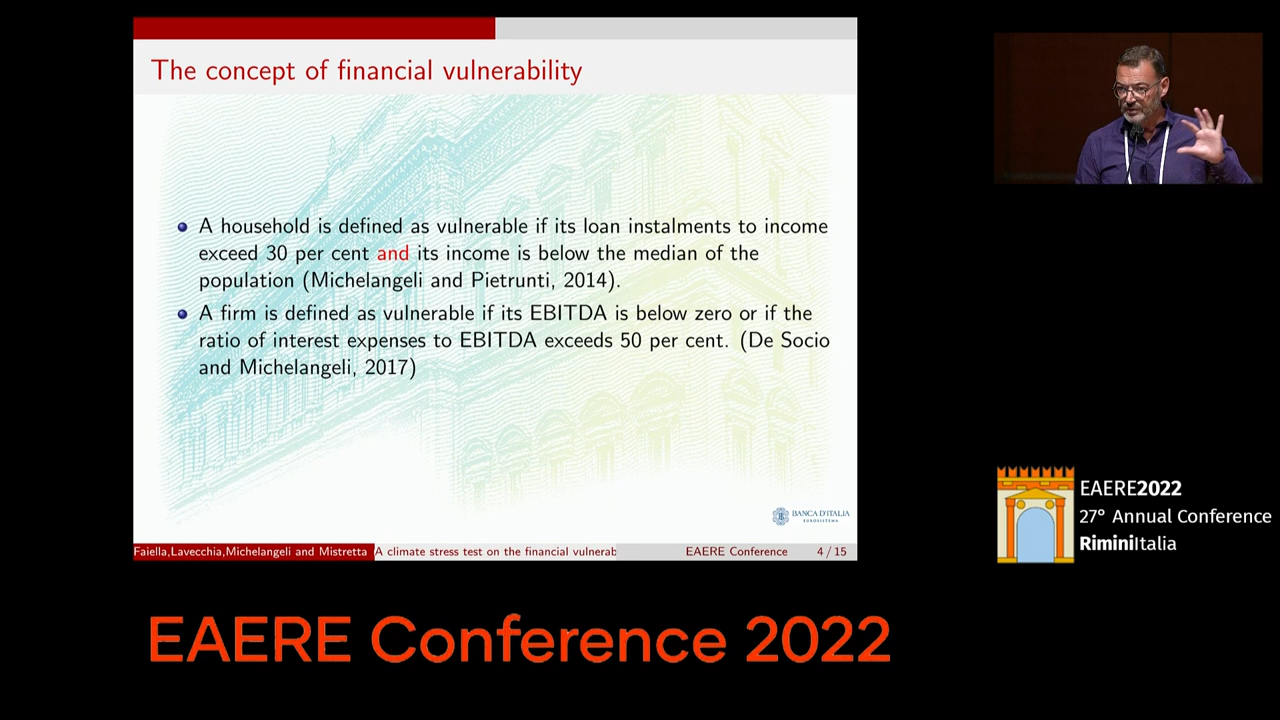 The concept of financial vulnerability
A household is defined as vulnerable if its loan instalments to income
exceed 30 per cent and its income is below the median of the
population (Michelangeli and Pietrunti, 2014).
A firm is defined as vulnerable if its EBITDA is below zero or if the
ratio of interest expenses to EBITDA exceeds 50 per cent. (De Socio
and Michelangeli, 2017)
BANCA D'ITALIA
EUROSISTEMA
Faiella,Lavecchia,Michelangeli and Mistretta A climate stress test on the financial vulnerab EAERE Conference 4 / 15
EAERE2022
27° Annual Conference
RiminiItalia
EAERE Conference 2022